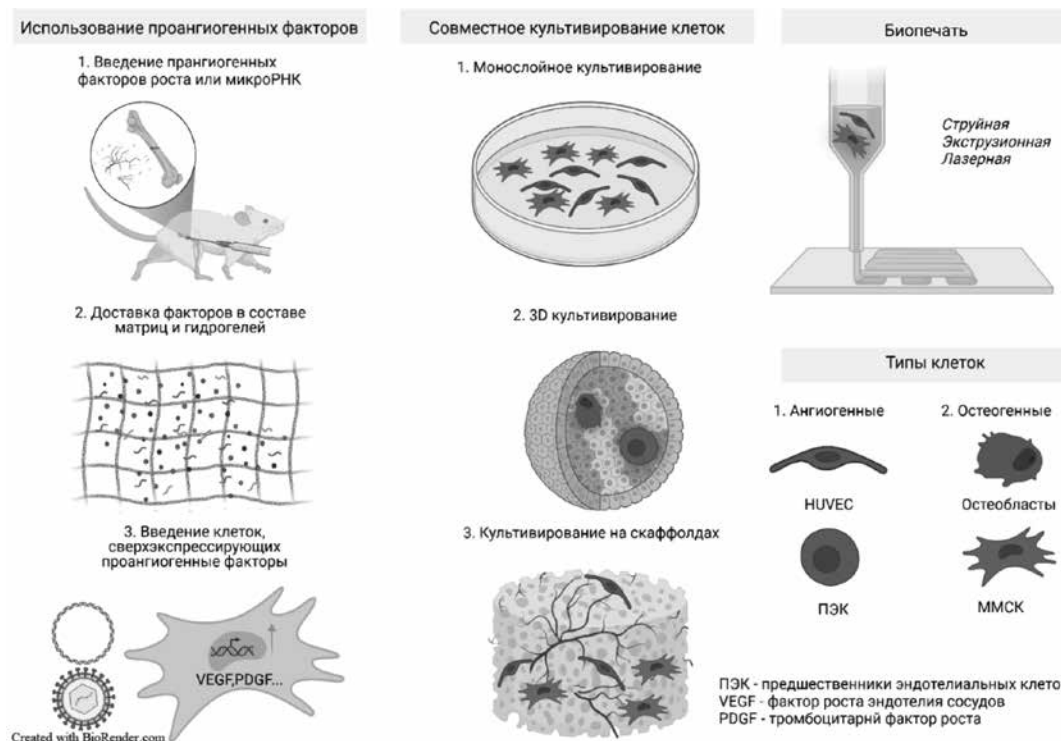 Использование проангиогенных факторов
1. Введение прангиогенных
факторов роста или микроРНК
2. Доставка факторов в составе
матриц и гидрогелей
3. Введение клеток,
сверхэкспрессирующих
проангиогенные факторы
VEGF,PDGF...
Created with BioRender.com
Совместное культивирование клеток
1. Монослойное культивирование
2. 3D культивирование
3. Культивирование на скаффолдах
Биопечать
Струйная
Экструзионная
Лазерная
Типы клеток
1. Ангиогенные
2. Остеогенные
HUVEC
Остеобласты
ПЭК
ММСК
ПЭК - предшественники эндотелиальных клето
VEGF - фактор роста эндотелия сосудов
PDGF - тромбоцитарнй фактор роста